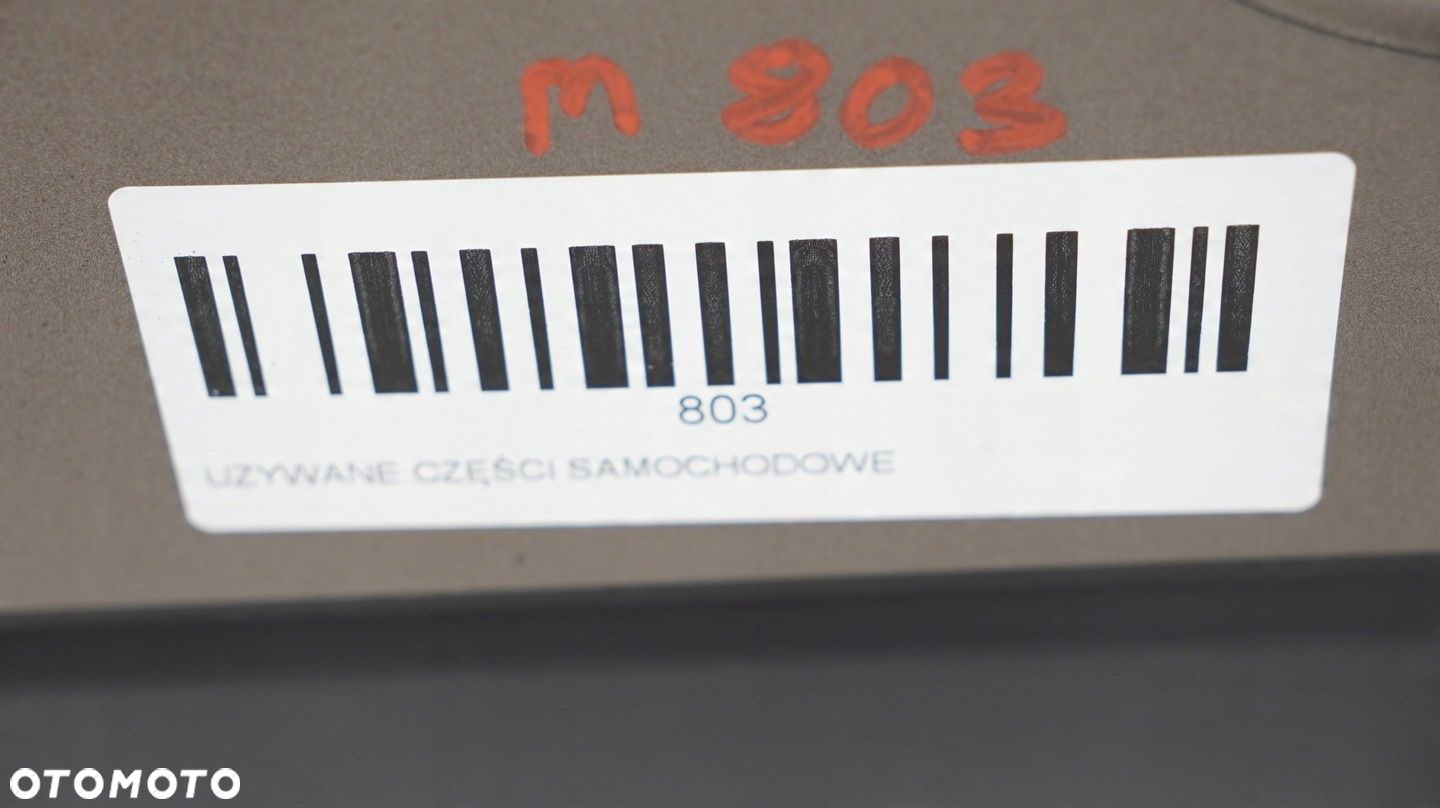 M 803
803
UZYWANE CZĘŚCI SAMOCHODOWE
OTOMOTO